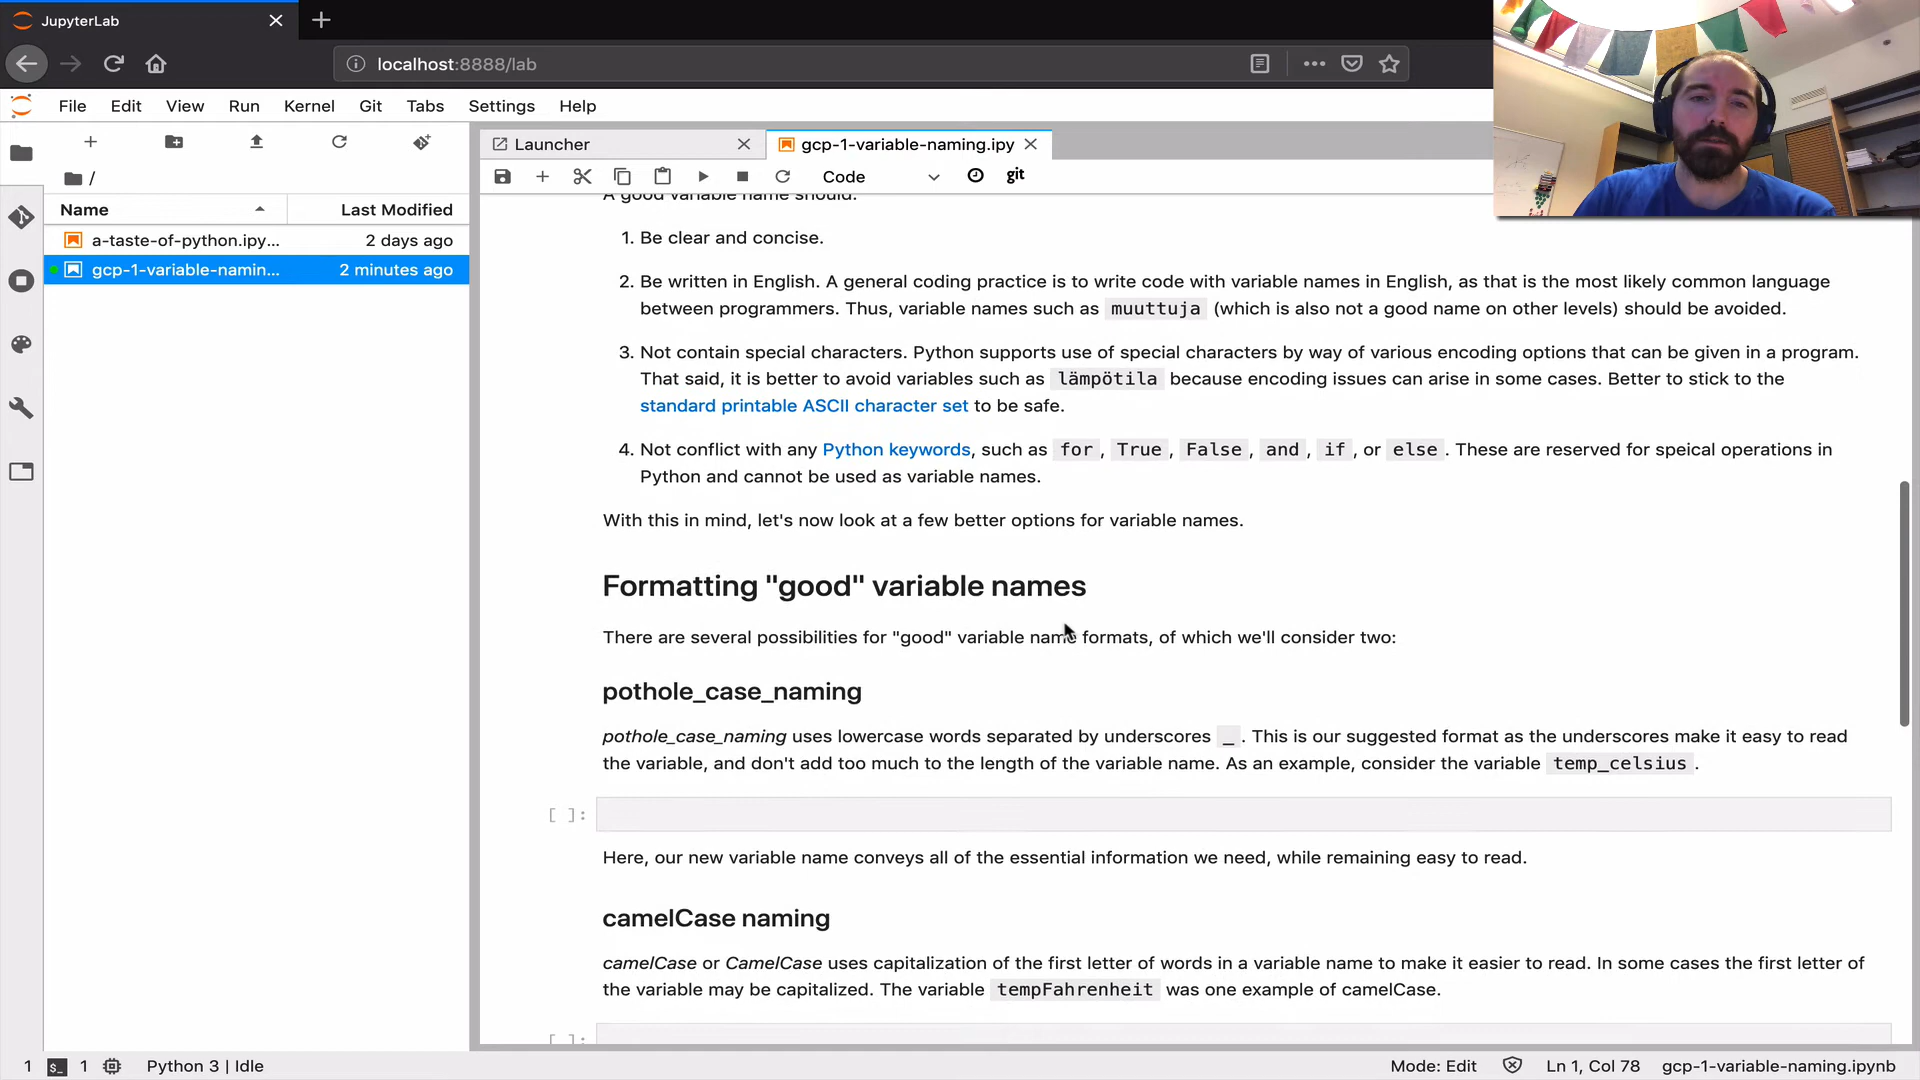 JupyterLab
localhost:8888/lab
File Edit View Run Kernel Git Tabs Settings Help
Launcher
gcp-1-variable-naming.ipy
/
Code
git
Name
Last Modified
a-taste-of-python.ipy...
2 days ago
gcp-1-variable-namin...
2 minutes ago
A good variable name should:
1. Be clear and concise.
2. Be written in English. A general coding practice is to write code with variable names in English, as that is the most likely common language
between programmers. Thus, variable names such as muuttuja (which is also not a good name on other levels) should be avoided.
3. Not contain special characters. Python supports use of special characters by way of various encoding options that can be given in a program.
That said, it is better to avoid variables such as lämpötila because encoding issues can arise in some cases. Better to stick to the
standard printable ASCII character set to be safe.
4. Not conflict with any Python keywords, such as for, True, False, and, if, or else. These are reserved for speical operations in
Python and cannot be used as variable names.
With this in mind, let's now look at a few better options for variable names.
Formatting "good" variable names
There are several possibilities for "good" variable name formats, of which we'll consider two:
pothole_case_naming
pothole_case_naming uses lowercase words separated by underscores _. This is our suggested format as the underscores make it easy to read
the variable, and don't add too much to the length of the variable name. As an example, consider the variable temp_celsius.
[ ]:
Here, our new variable name conveys all of the essential information we need, while remaining easy to read.
camelCase naming
camelCase or CamelCase uses capitalization of the first letter of words in a variable name to make it easier to read. In some cases the first letter of
the variable may be capitalized. The variable tempFahrenheit was one example of camelCase.
[ ]:
1 $_ 1 Python 3 | Idle
Mode: Edit
Ln 1, Col 78
gcp-1-variable-naming.ipynb